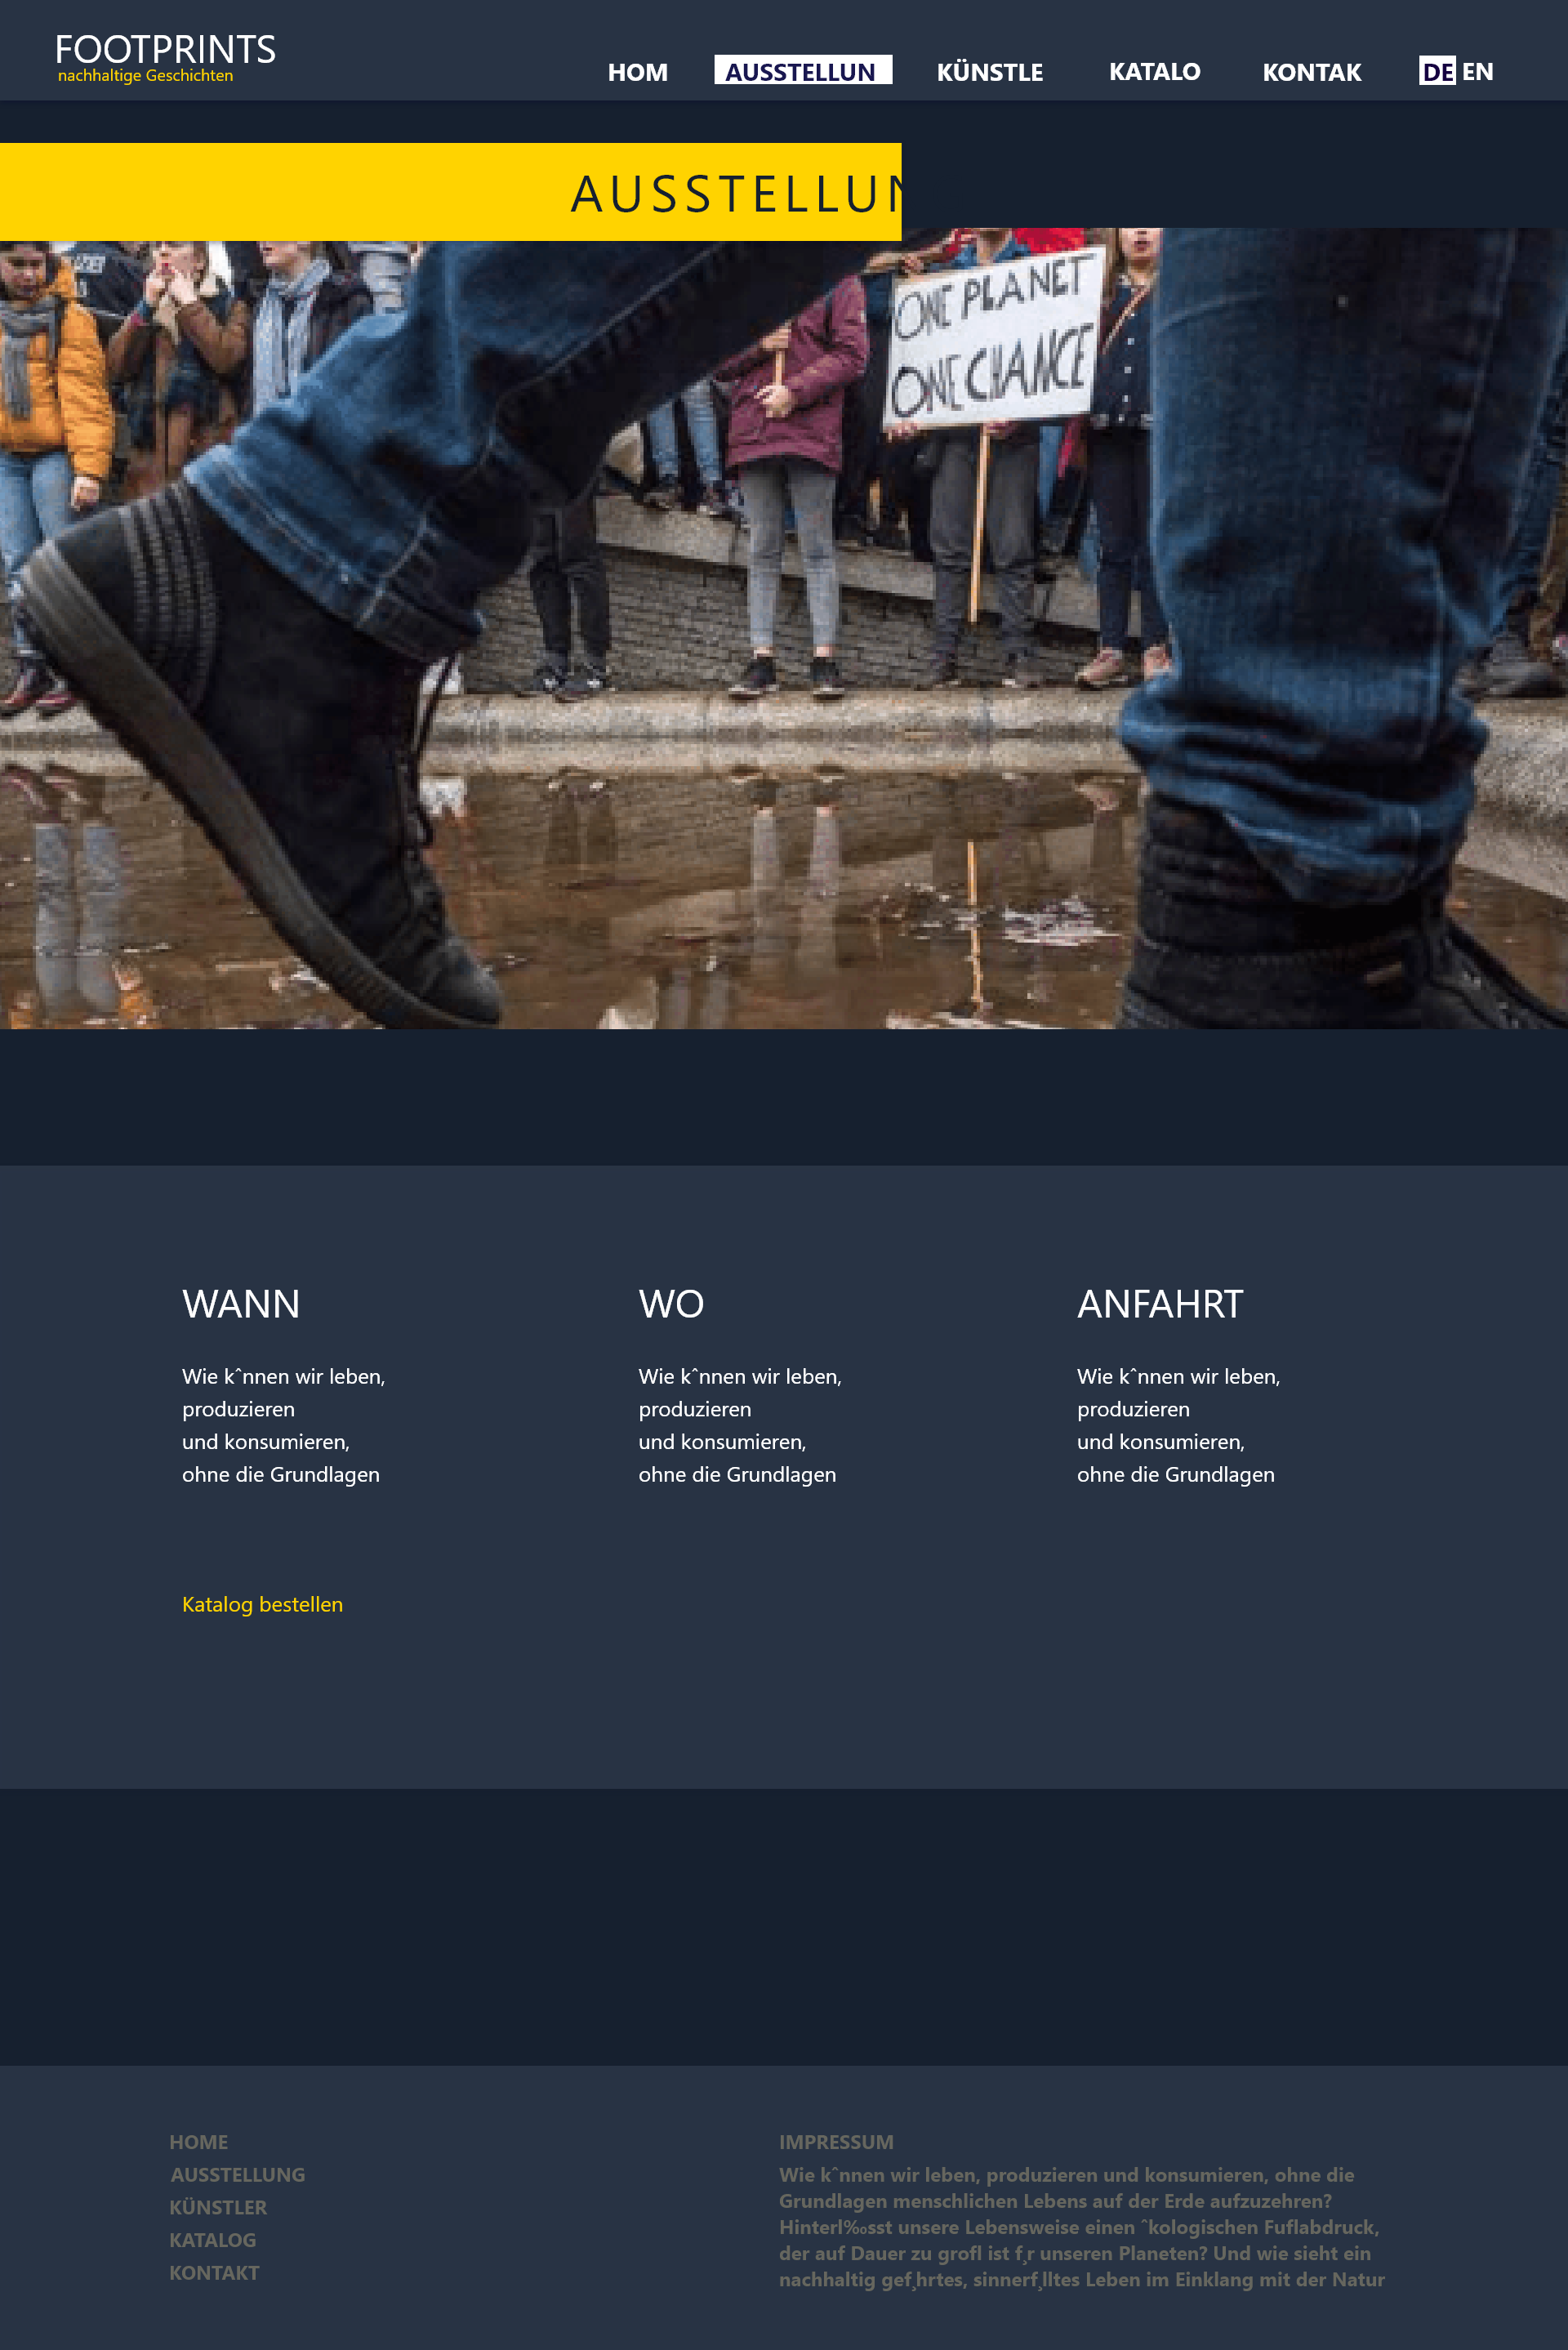 FOOTPRINTS
nachhaltige Geschichten
HOM AUSSTELLUN KÜNSTLE KATALO KONTAK DE EN
AUSSTELLUN
ONE PLANET
ONE CHANCE
WANN
Wie kˆnnen wir leben,
produzieren
und konsumieren,
ohne die Grundlagen
Katalog bestellen
WO
Wie kˆnnen wir leben,
produzieren
und konsumieren,
ohne die Grundlagen
ANFAHRT
Wie kˆnnen wir leben,
produzieren
und konsumieren,
ohne die Grundlagen
HOME
AUSSTELLUNG
KÜNSTLER
KATALOG
KONTAKT
IMPRESSUM
Wie kˆnnen wir leben, produzieren und konsumieren, ohne die
Grundlagen menschlichen Lebens auf der Erde aufzuzehren?
Hinterl‰sst unsere Lebensweise einen ˆkologischen Fuflabdruck,
der auf Dauer zu grofl ist f¸r unseren Planeten? Und wie sieht ein
nachhaltig gef¸hrtes, sinnerf¸lltes Leben im Einklang mit der Natur